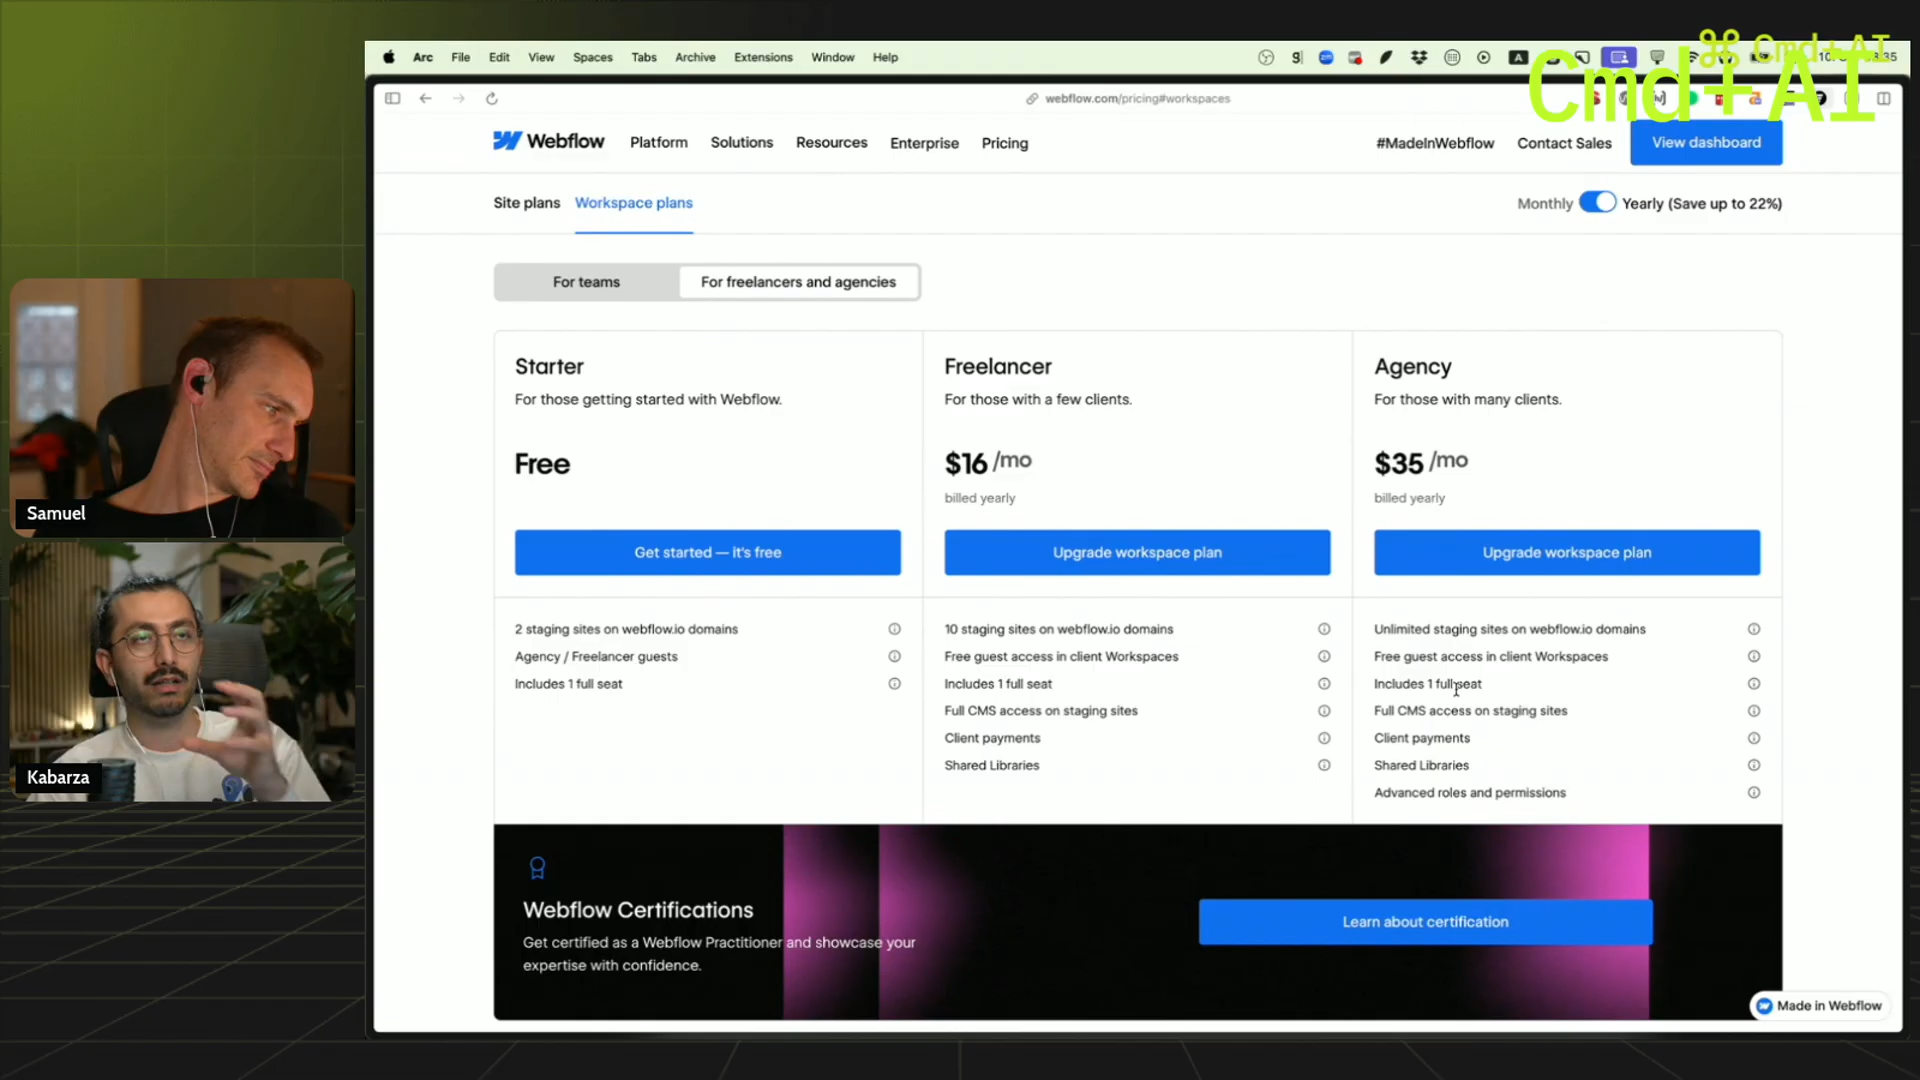 Arc File Edit View Spaces Tabs Archive Extensions Window Help
Cmd+AI
Cmd+AI
webflow.com/pricing#workspaces
Webflow Platform Solutions Resources Enterprise Pricing
#MadeInWebflow Contact Sales View dashboard
Site plans Workspace plans
Monthly Yearly (Save up to 22%)
For teams For freelancers and agencies
Starter
For those getting started with Webflow.
Free
Get started — it's free
2 staging sites on webflow.io domains
Agency / Freelancer guests
Includes 1 full seat
Freelancer
For those with a few clients.
$16 /mo
billed yearly
Upgrade workspace plan
10 staging sites on webflow.io domains
Free guest access in client Workspaces
Includes 1 full seat
Full CMS access on staging sites
Client payments
Shared Libraries
Agency
For those with many clients.
$35 /mo
billed yearly
Upgrade workspace plan
Unlimited staging sites on webflow.io domains
Free guest access in client Workspaces
Includes 1 full seat
Full CMS access on staging sites
Client payments
Shared Libraries
Advanced roles and permissions
Webflow Certifications
Get certified as a Webflow Practitioner and showcase your
expertise with confidence.
Learn about certification
Made in Webflow
Samuel
Kabarza